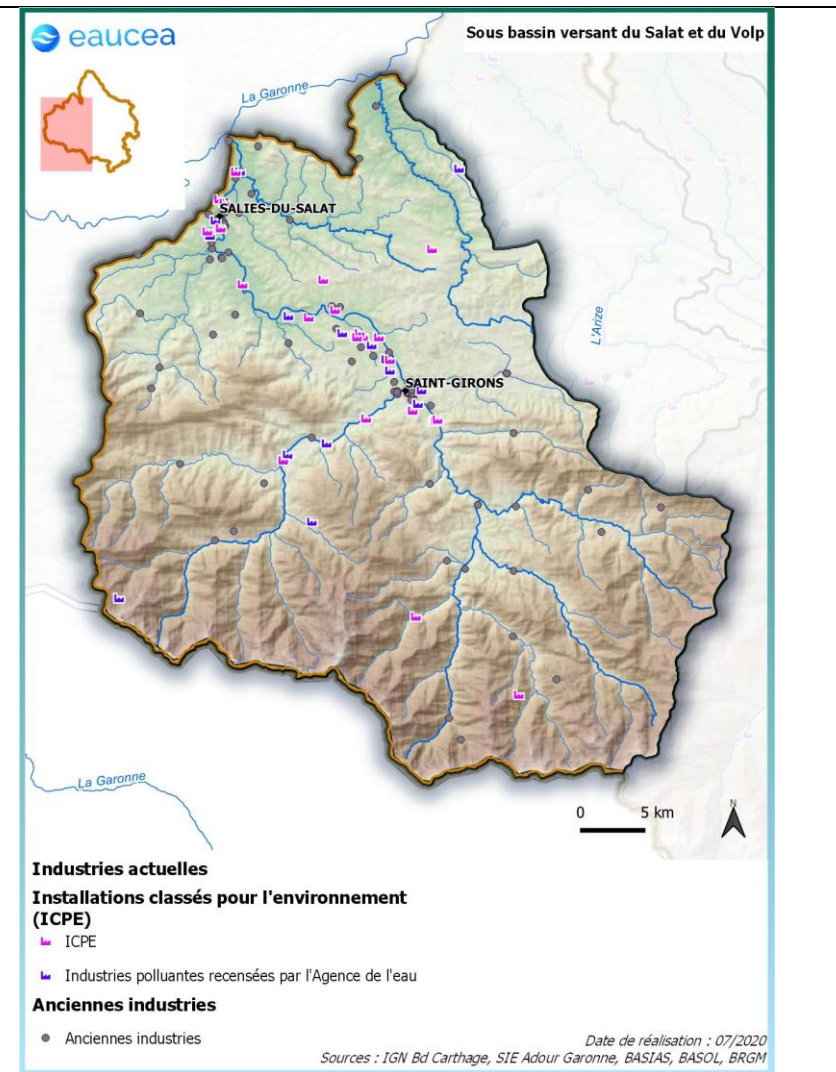 eaucea
Sous bassin versant du Salat et du Volp
La Garonne
SALIES-DU-SALAT
L'Arize
SAINT-GIRONS
La Garonne
0 5 km
N
Industries actuelles
Installations classés pour l'environnement
(ICPE)
ICPE
Industries polluantes recensées par l'Agence de l'eau
Anciennes industries
Anciennes industries
Date de réalisation : 07/2020
Sources : IGN Bd Carthage, SIE Adour Garonne, BASIAS, BASOL, BRGM